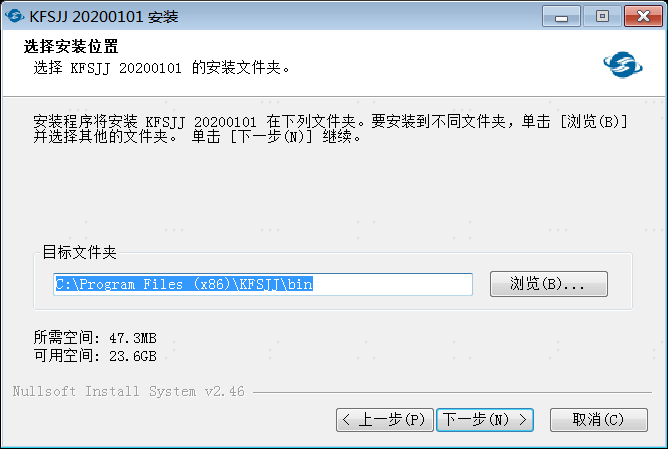 KFSJJ 20200101 安装
选择安装位置
选择 KFSJJ 20200101 的安装文件夹。
安装程序将安装 KFSJJ 20200101 在下列文件夹。要安装到不同文件夹，单击 [浏览(B)]
并选择其他的文件夹。 单击 [下一步(N)] 继续。
目标文件夹
C:\Program Files (x86)\KFSJJ\bin
浏览(B)...
所需空间: 47.3MB
可用空间: 23.6GB
Nullsoft Install System v2.46
< 上一步(P)
下一步(N) >
取消(C)